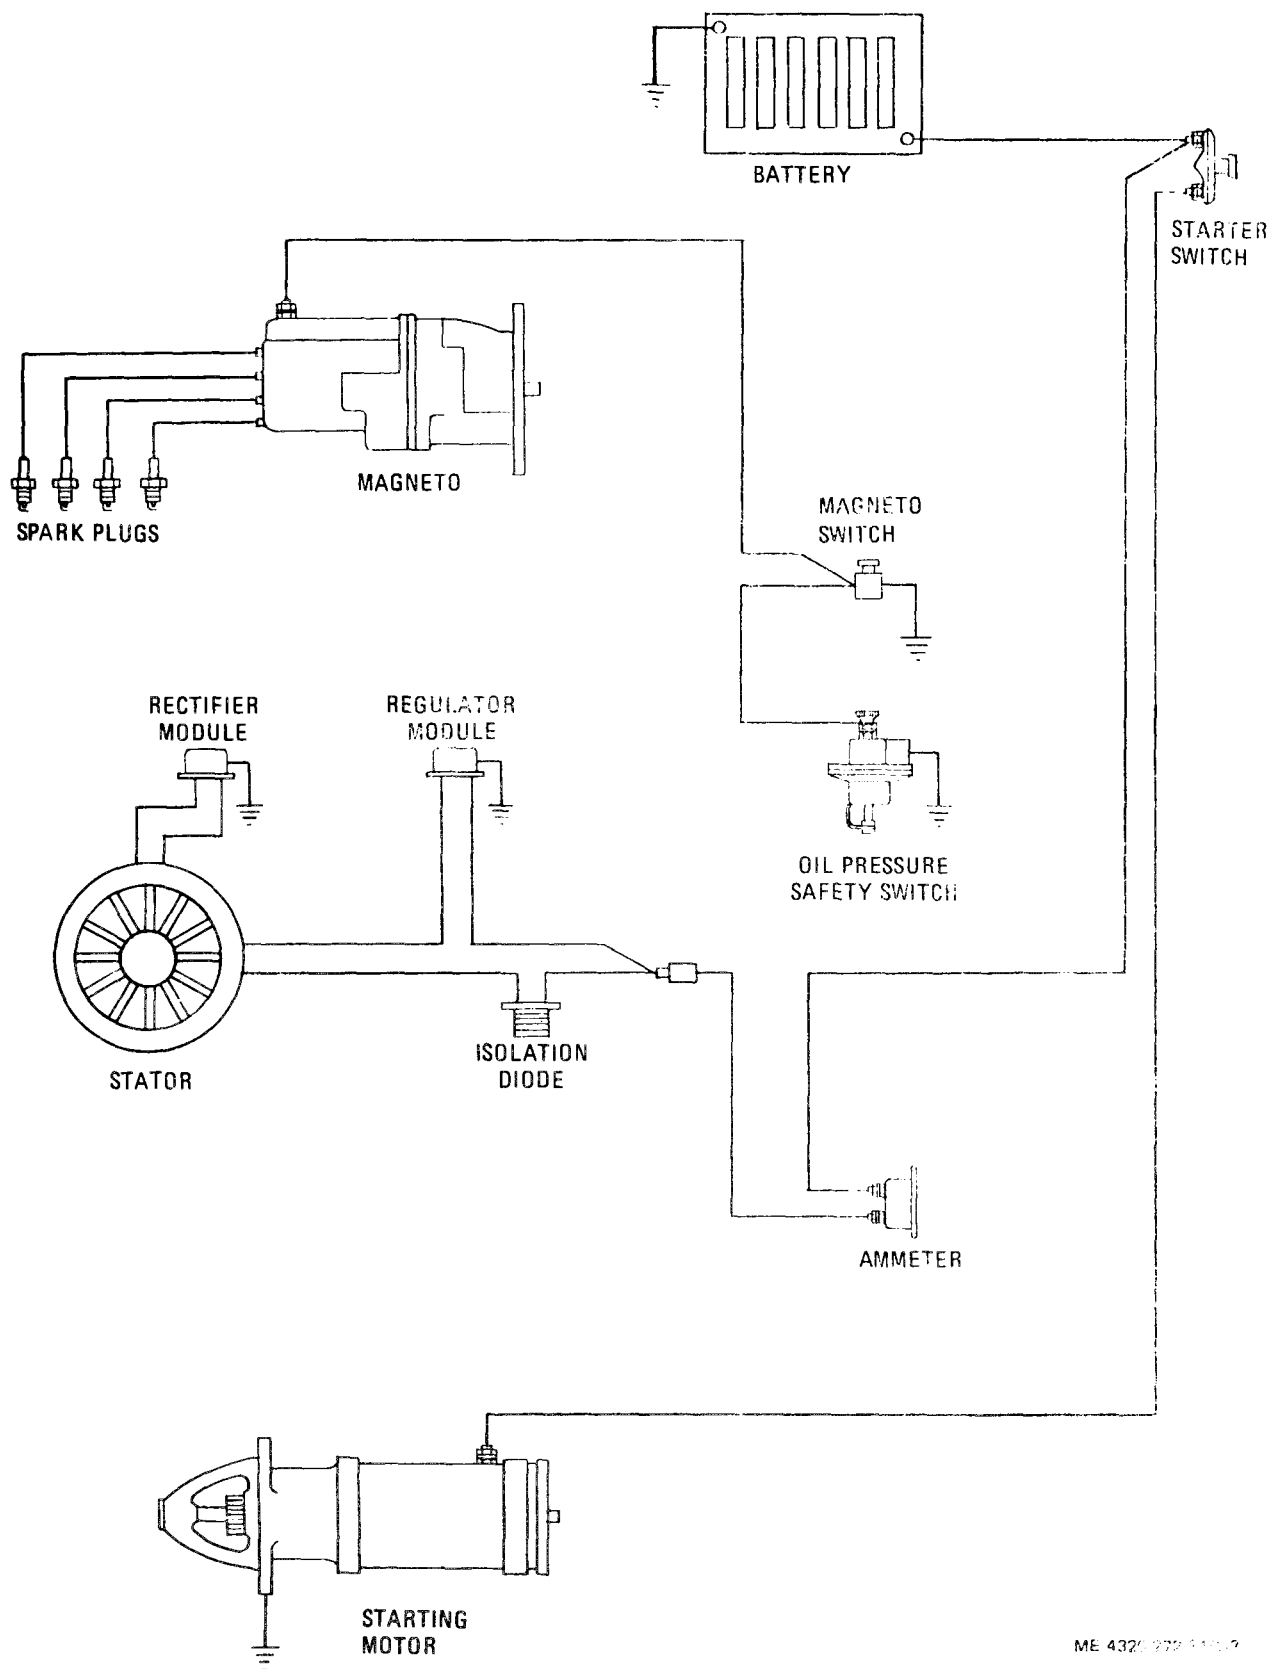 BATTERY
STARTER
SWITCH
MAGNETO
SPARK PLUGS
MAGNETO
SWITCH
RECTIFIER
MODULE
REGULATOR
MODULE
OIL PRESSURE
SAFETY SWITCH
ISOLATION
DIODE
STATOR
AMMETER
STARTING
MOTOR
ME